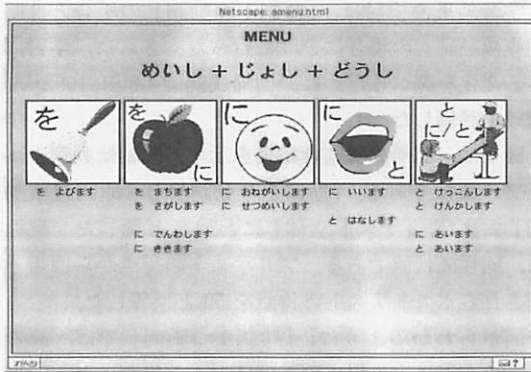 Netscape: amenu.html
MENU
めいし + じょし + どうし
を
を
に
に
に
と
と
に/と
を よびます
を まちます
を さがします
に でんわします
に ききます
に おねがいします
に せつめいします
に いいます
と はなします
と けっこんします
と けんかします
に あいます
と あいます